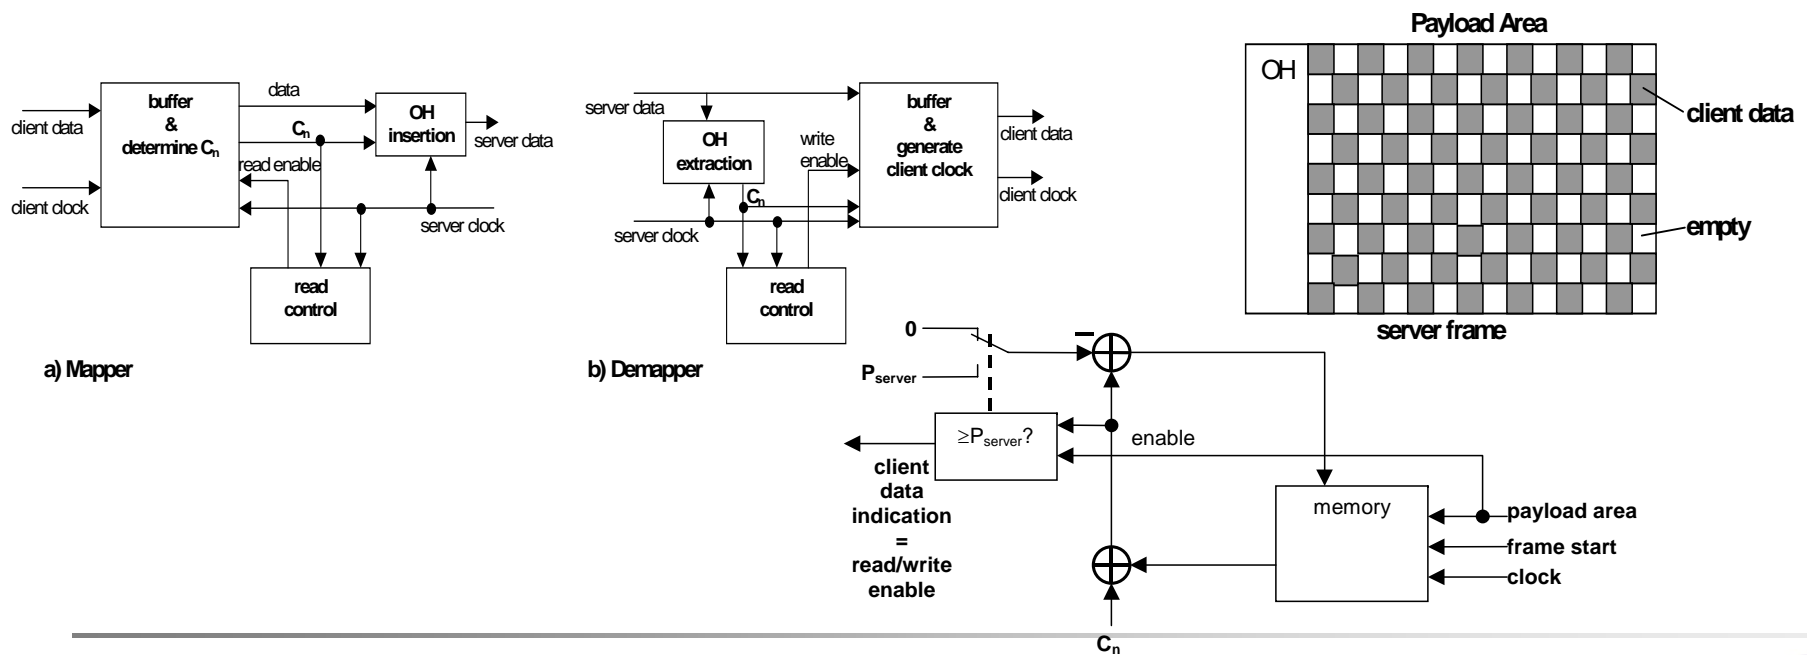 Payload Area
OH
client data
empty
server frame
client data
client clock
buffer
&
determine Cn
data
Cn
read enable
OH
insertion
server data
server clock
read
control
a) Mapper
server data
OH
extraction
write
enable
Cn
server clock
buffer
&
generate
client clock
client data
client clock
read
control
b) Demapper
0
Pserver
−
≥Pserver?
enable
client
data
indication
=
read/write
enable
memory
payload area
frame start
clock
Cn